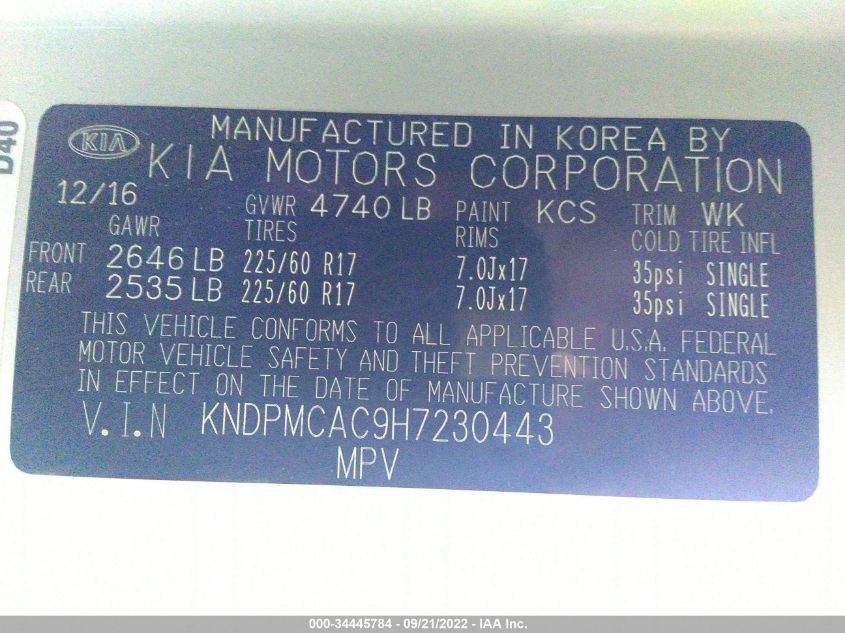 D40
KIA MANUFACTURED IN KOREA BY
KIA MOTORS CORPORATION
12/16 GVWR 4740 LB PAINT KCS TRIM WK
GAWR TIRES RIMS COLD TIRE INFL
FRONT 2646 LB 225/60 R17 7.0Jx17 35psi SINGLE
REAR 2535 LB 225/60 R17 7.0Jx17 35psi SINGLE
THIS VEHICLE CONFORMS TO ALL APPLICABLE U.S.A. FEDERAL
MOTOR VEHICLE SAFETY AND THEFT PREVENTION STANDARDS
IN EFFECT ON THE DATE OF MANUFACTURE SHOWN ABOVE.
V.I.N KNDPMCAC9H7230443
MPV
000-34445784 - 09/21/2022 - IAA Inc.